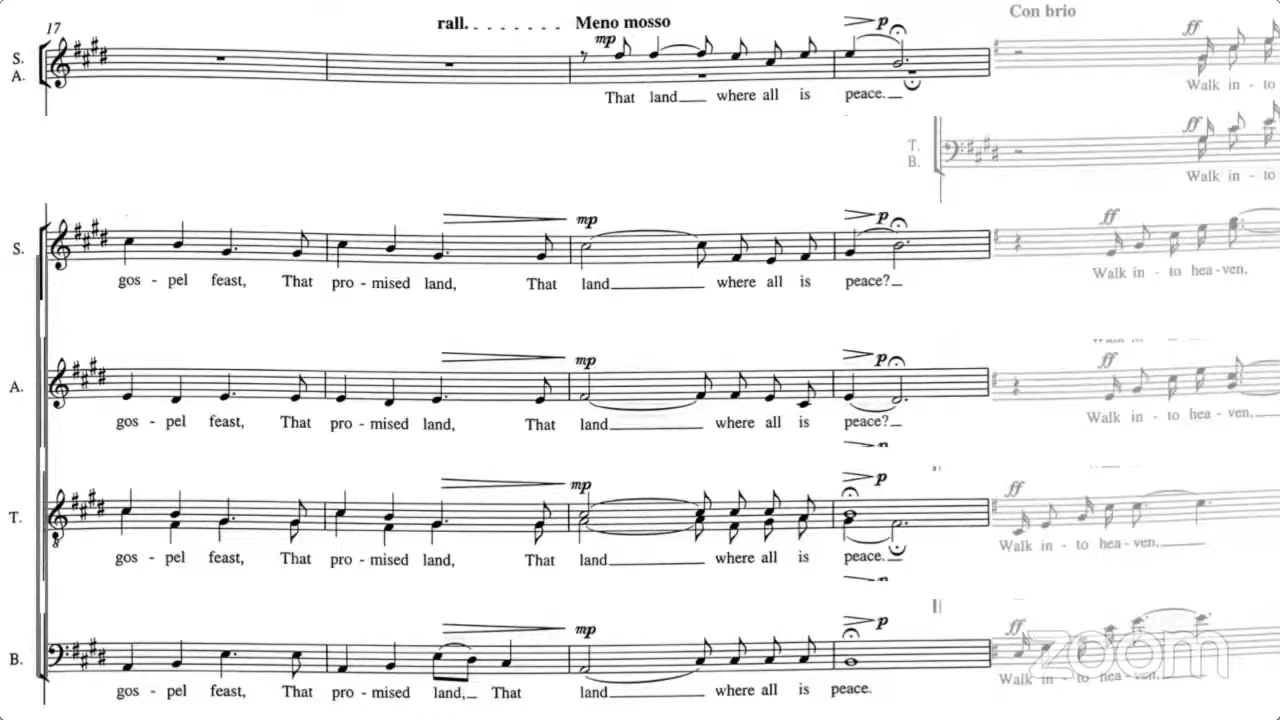 17
rall. Meno mosso
Con brio
S.
A.
mp
p
ff
That land where all is peace.
Walk in - to
T.
B.
ff
Walk in - to
S.
mp
p
ff
gos - pel feast, That pro - mised land, That land where all is peace?
Walk in - to hea - ven,
A.
mp
p
ff
gos - pel feast, That pro - mised land, That land where all is peace?
Walk in - to hea - ven,
T.
mp
p
ff
gos - pel feast, That pro - mised land, That land where all is peace.
Walk in - to hea - ven,
B.
mp
p
ff
gos - pel feast, That pro - mised land, That land where all is peace.
Walk in - to hea - ven,
zoom